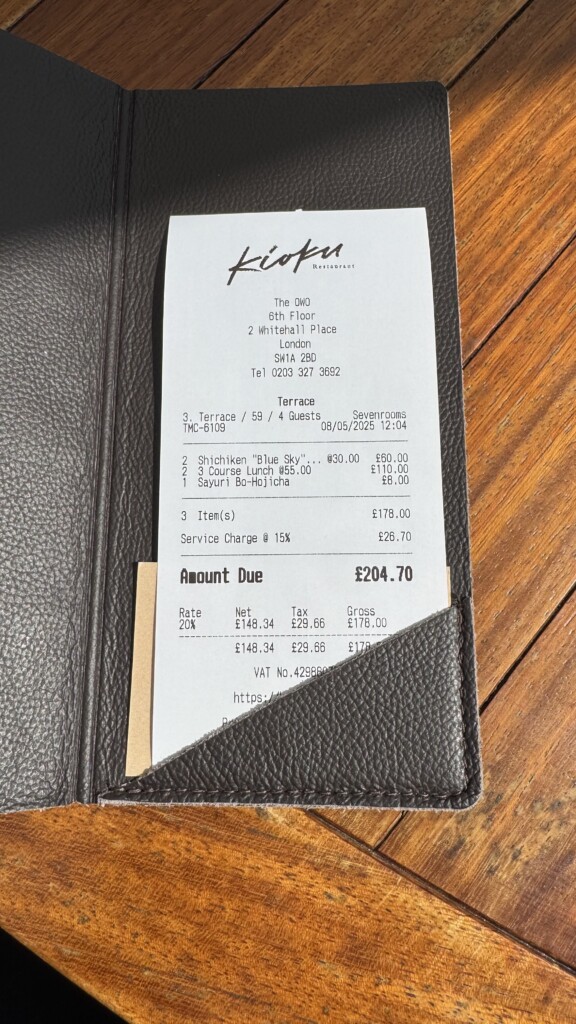 Kioku
Restaurant
The OWO
6th Floor
2 Whitehall Place
London
SW1A 2BD
Tel 0203 327 3692
Terrace
3. Terrace / 59 / 4 Guests Sevenrooms
TMC-6109 08/05/2025 12:04
2 Shichiken "Blue Sky"... @30.00 £60.00
2 3 Course Lunch @55.00 £110.00
1 Sayuri Bo-Hojicha £8.00
3 Item(s) £178.00
Service Charge @ 15% £26.70
Amount Due £204.70
Rate Net Tax Gross
20% £148.34 £29.66 £178.00
£148.34 £29.66
VAT No.
https:/